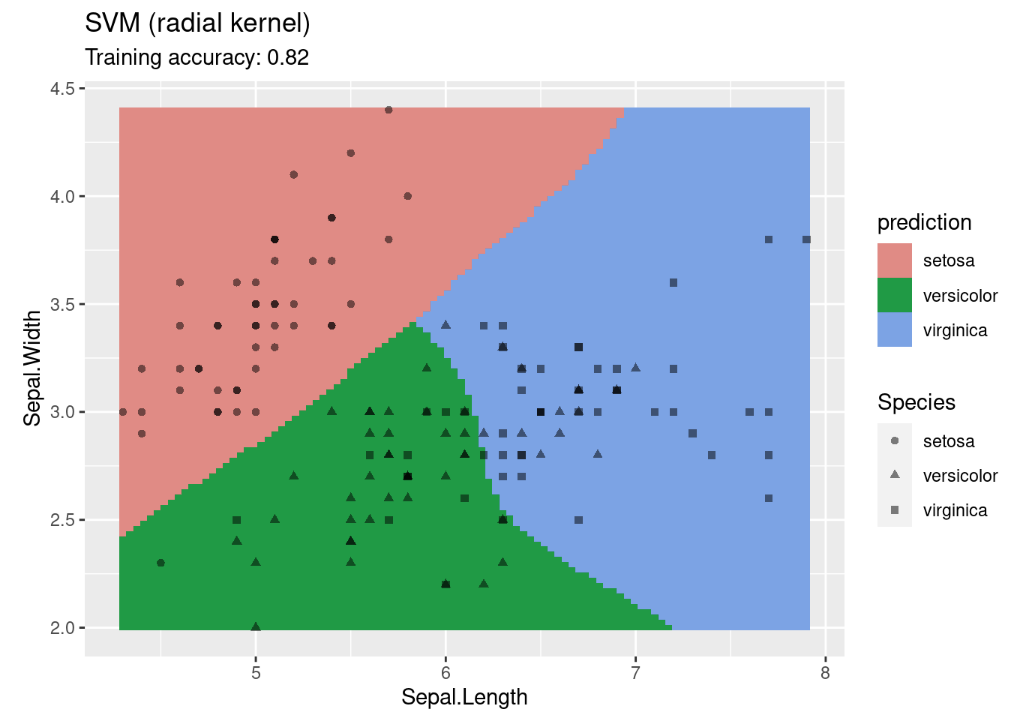 SVM (radial kernel)
Training accuracy: 0.82
4.5
4.0
3.5
3.0
2.5
2.0
Sepal.Width
5 6 7 8
Sepal.Length
prediction
setosa
versicolor
virginica
Species
setosa
versicolor
virginica